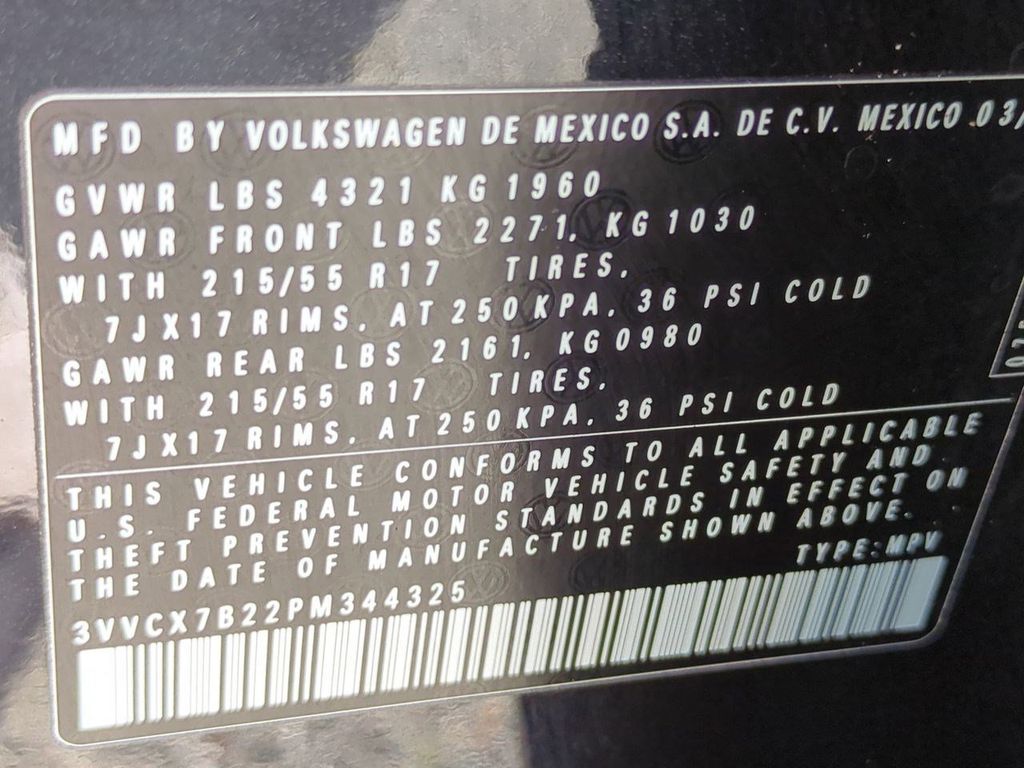 MFD BY VOLKSWAGEN DE MEXICO S.A. DE C.V. MEXICO 03/
GVWR LBS 4321 KG 1960
GAWR FRONT LBS 2271, KG 1030
WITH 215/55 R17 TIRES,
7JX17 RIMS, AT 250 KPA, 36 PSI COLD
GAWR REAR LBS 2161, KG 0980
WITH 215/55 R17 TIRES,
7JX17 RIMS, AT 250 KPA, 36 PSI COLD
THIS VEHICLE CONFORMS TO ALL APPLICABLE
U.S. FEDERAL MOTOR VEHICLE SAFETY AND
THEFT PREVENTION STANDARDS IN EFFECT ON
THE DATE OF MANUFACTURE SHOWN ABOVE.
TYPE:MPV
3VVCX7B22PM344325